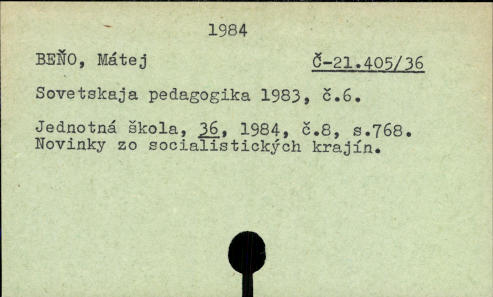 1984
BEŇO, Mátej Č-21.405/36
Sovetskaja pedagogika 1983, č.6.
Jednotná škola, 36, 1984, č.8, s.768.
Novinky zo socialistických krajín.